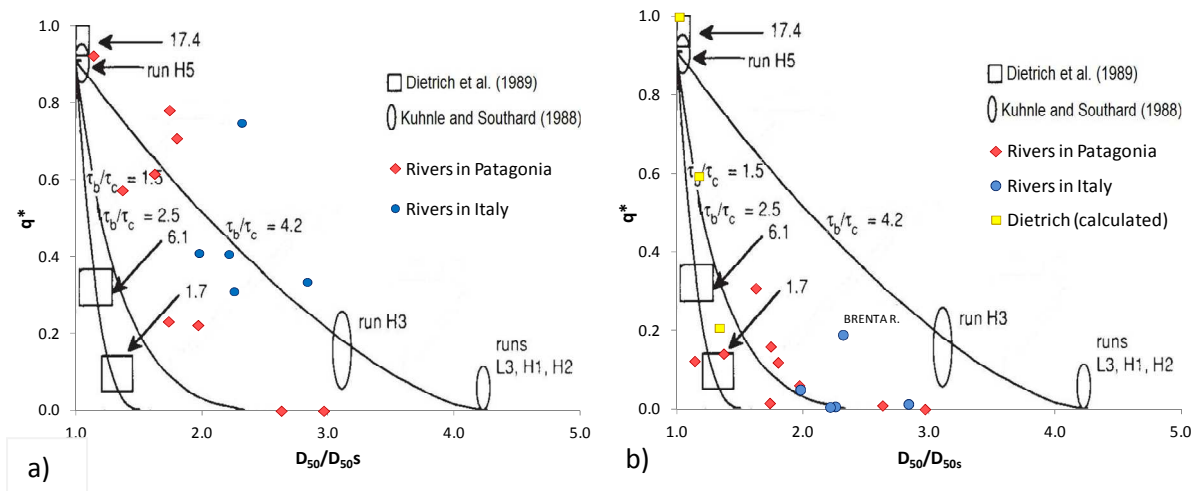 1.0
0.8
0.6
0.4
0.2
0.0
q*
1.0
2.0
3.0
4.0
5.0
D₅₀/D₅₀s
a)
17.4
run H5
τb/τc = 1.5
τb/τc = 2.5
τb/τc = 4.2
6.1
1.7
run H3
runs
L3, H1, H2
Dietrich et al. (1989)
Kuhnle and Southard (1988)
Rivers in Patagonia
Rivers in Italy
1.0
0.8
0.6
0.4
0.2
0.0
q*
1.0
2.0
3.0
4.0
5.0
D₅₀/D₅₀s
b)
17.4
run H5
τb/τc = 1.5
τb/τc = 2.5
τb/τc = 4.2
6.1
1.7
BRENTA R.
run H3
runs
L3, H1, H2
Dietrich et al. (1989)
Kuhnle and Southard (1988)
Rivers in Patagonia
Rivers in Italy
Dietrich (calculated)